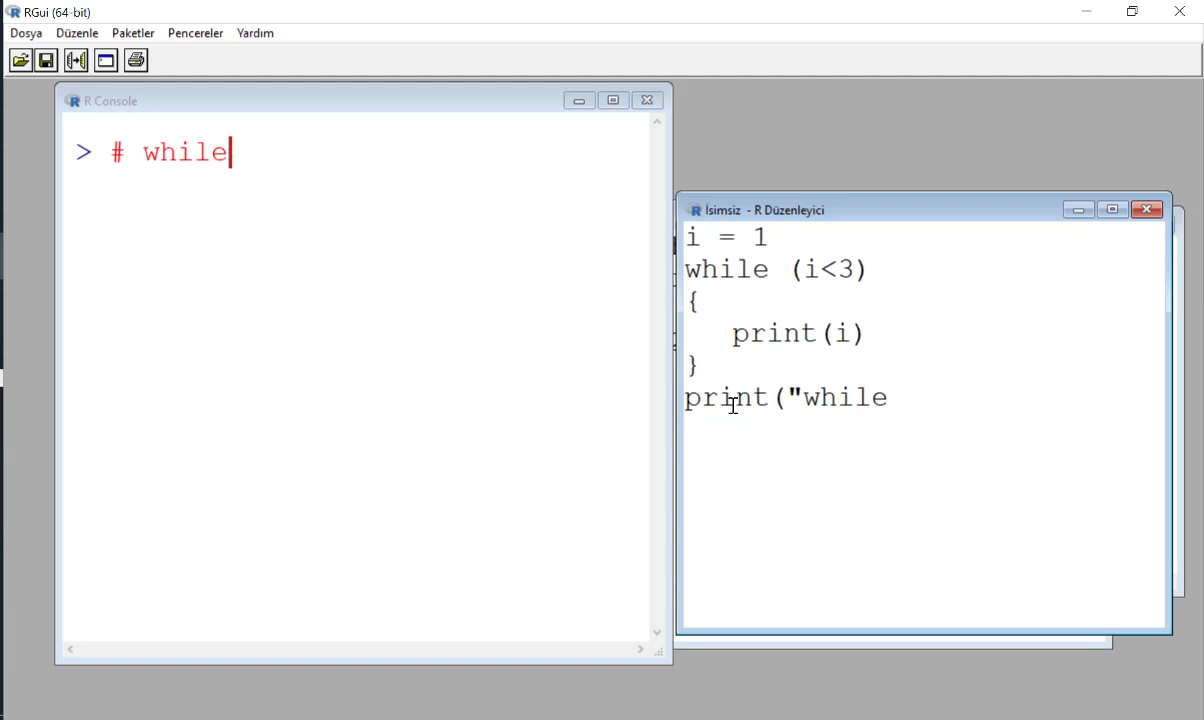 RGui (64-bit)
Dosya Düzenle Paketler Pencereler Yardım
R Console
> # while
İsimsiz - R Düzenleyici
i = 1
while (i<3)
{
   print(i)
}
print("while